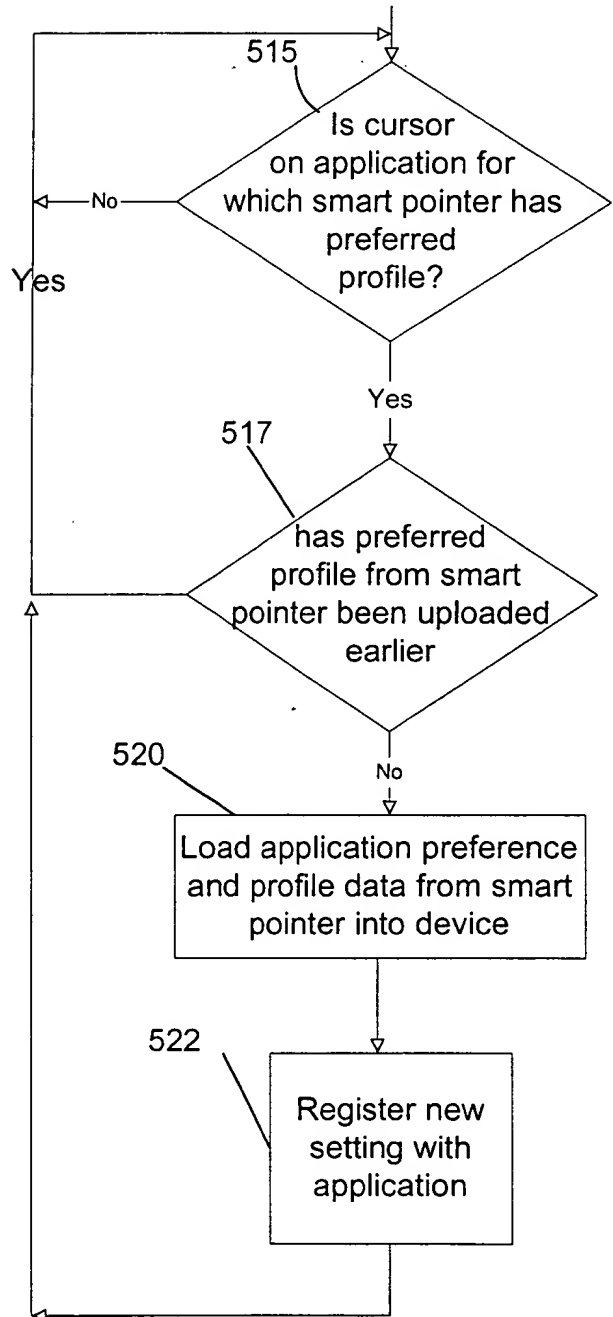 515
Is cursor
on application for
which smart pointer has
preferred
profile?
No
Yes
Yes
517
has preferred
profile from smart
pointer been uploaded
earlier
No
520
Load application preference
and profile data from smart
pointer into device
522
Register new
setting with
application